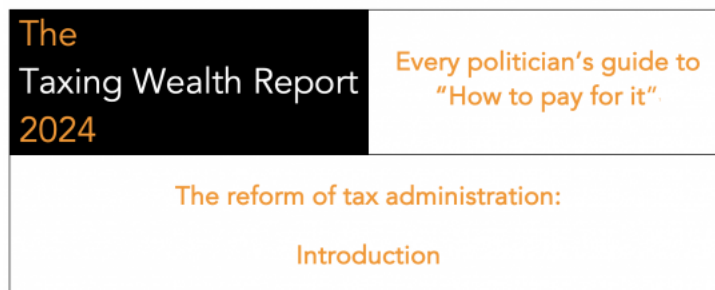 The
Taxing Wealth Report
2024
Every politician’s guide to
“How to pay for it”
The reform of tax administration:
Introduction